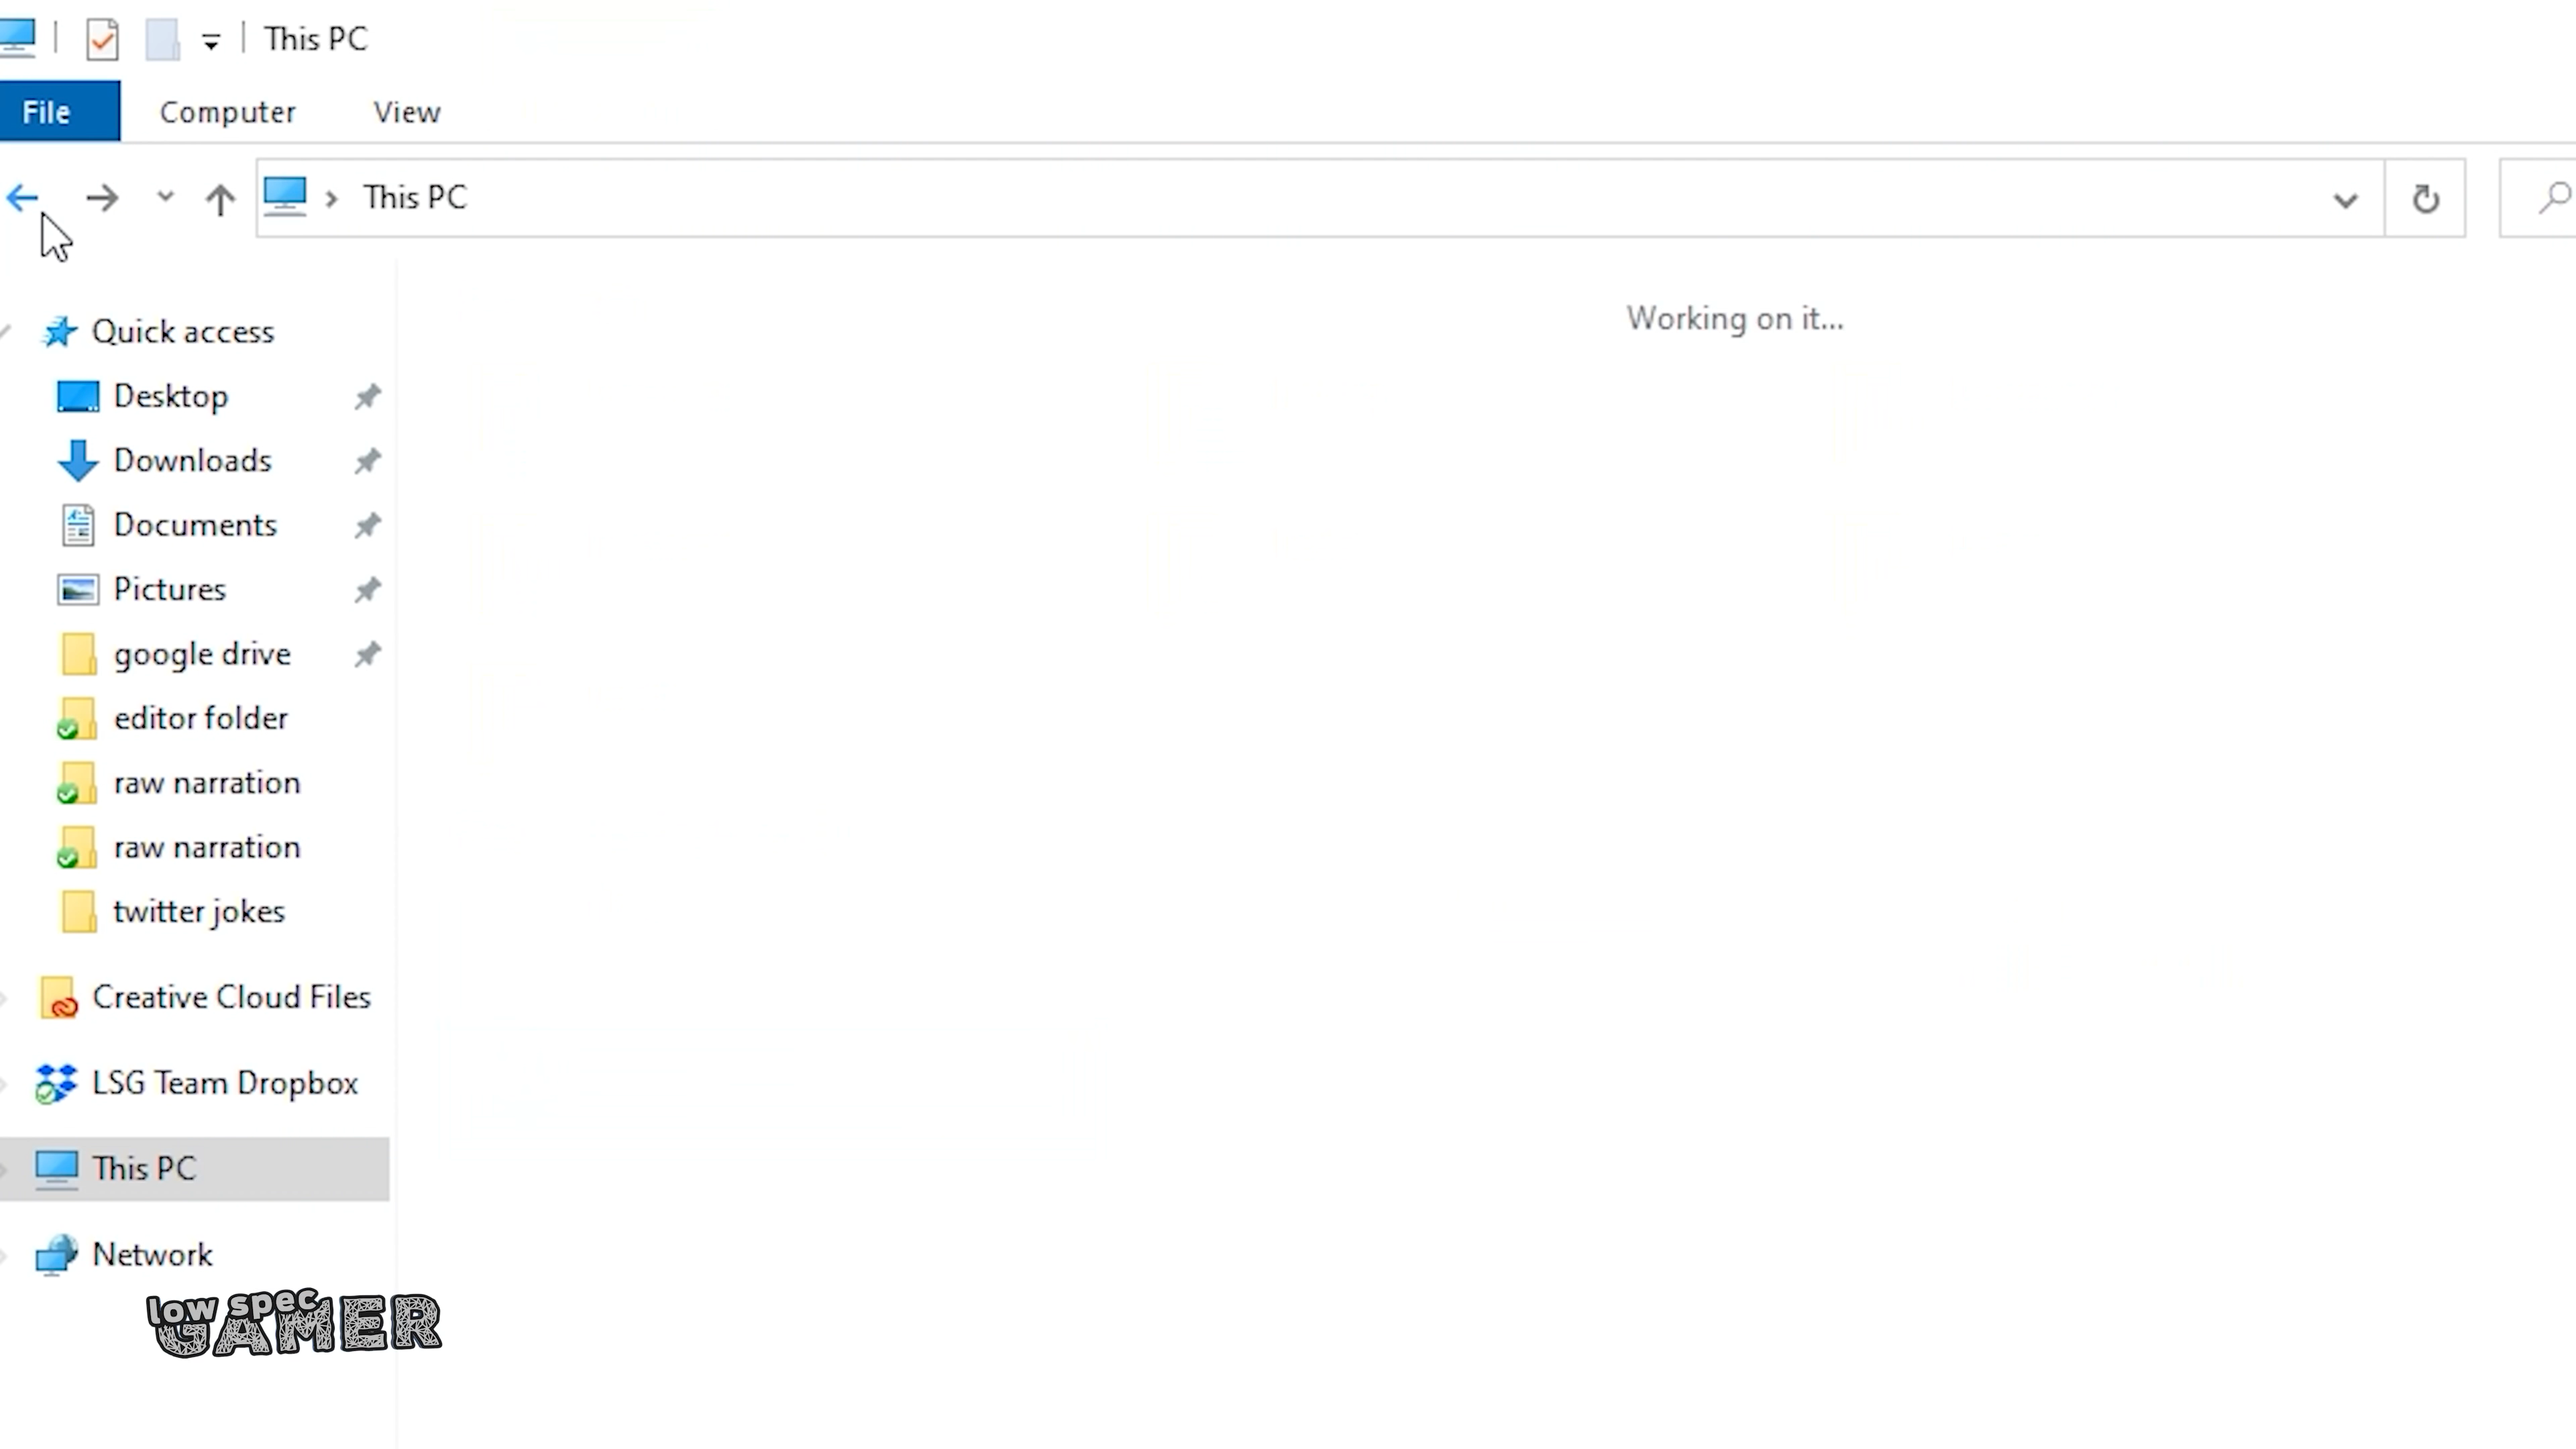 This PC
File Computer View
This PC
Working on it...
Quick access
Desktop
Downloads
Documents
Pictures
google drive
editor folder
raw narration
raw narration
twitter jokes
Creative Cloud Files
LSG Team Dropbox
This PC
Network
low spec
GAMER